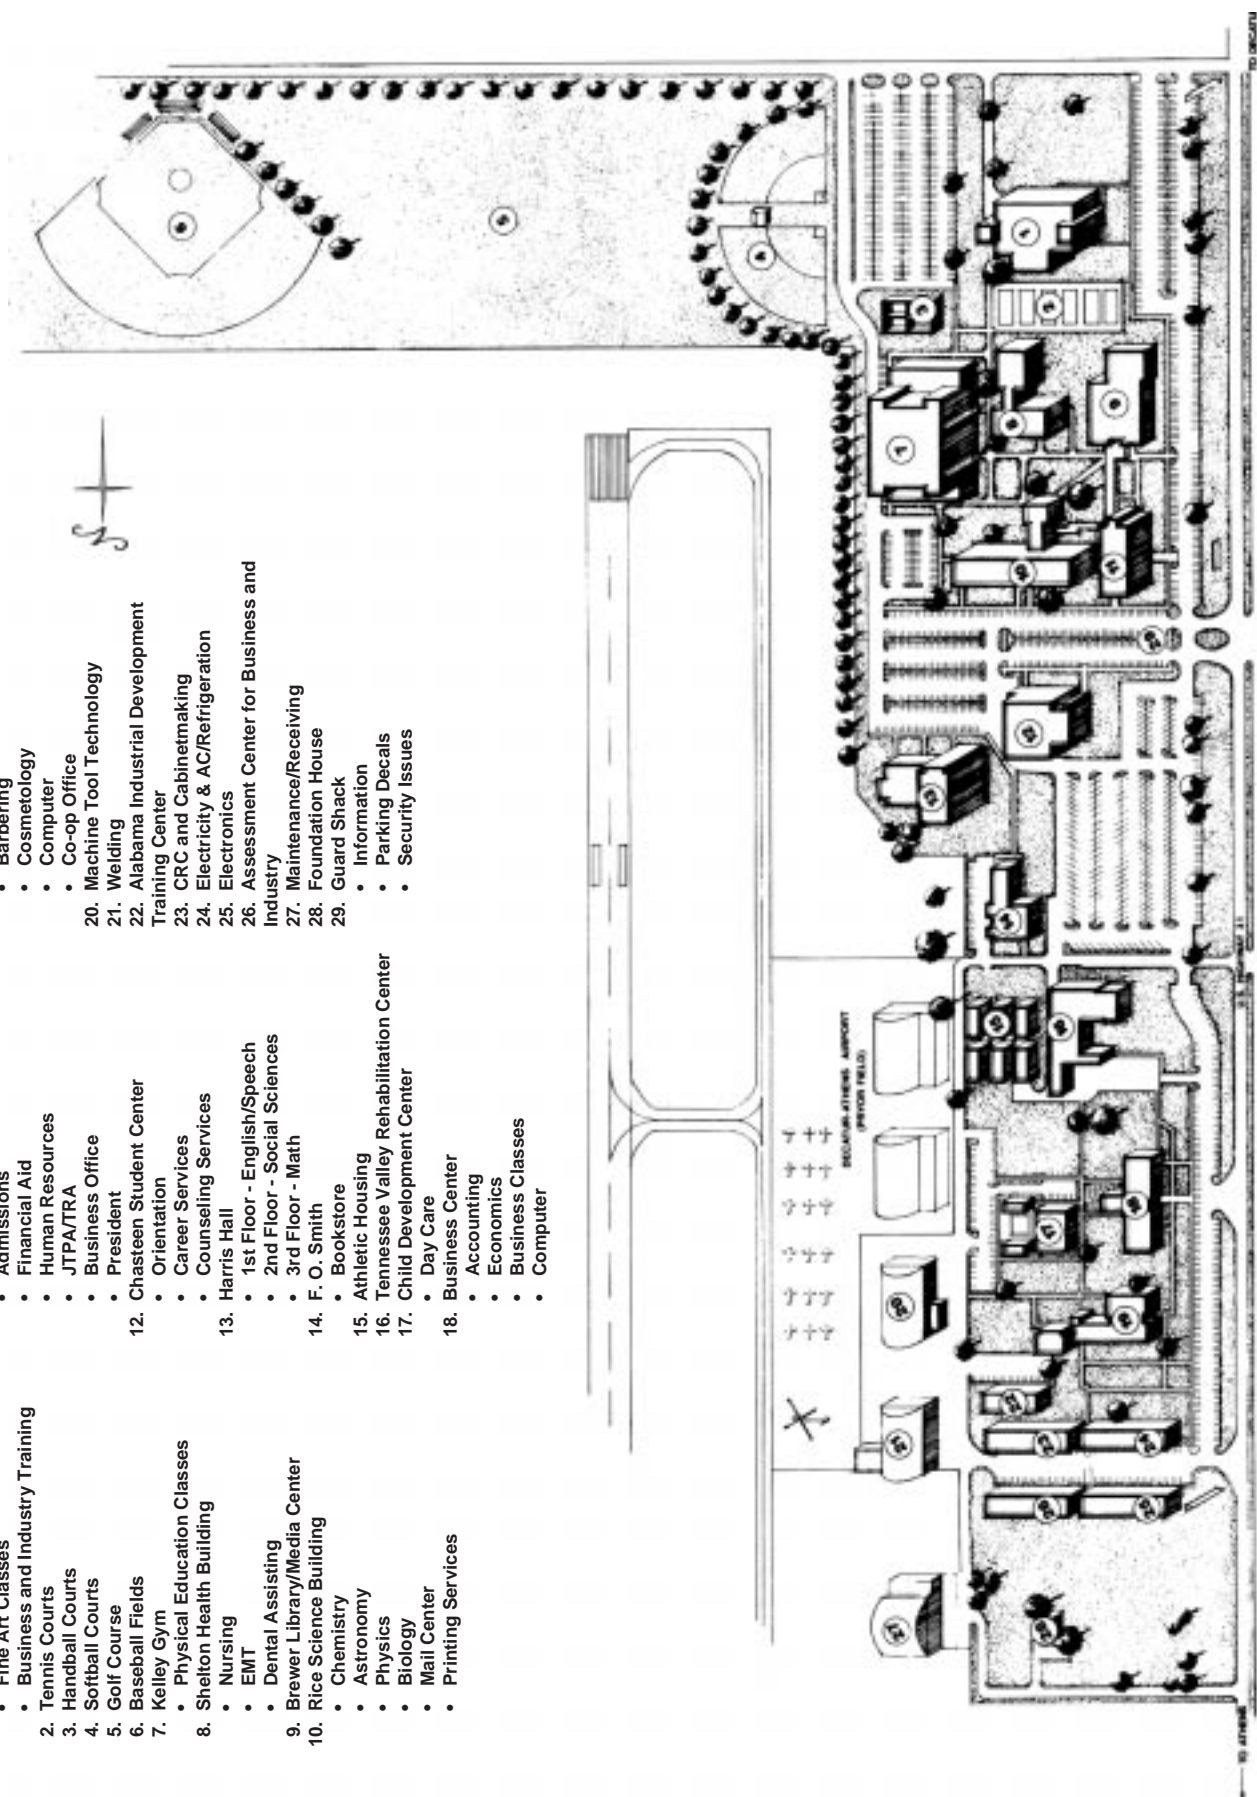 • Fine Art Classes
• Business and Industry Training
2. Tennis Courts
3. Handball Courts
4. Softball Courts
5. Golf Course
6. Baseball Fields
7. Kelley Gym
• Physical Education Classes
8. Shelton Health Building
• Nursing
• EMT
• Dental Assisting
9. Brewer Library/Media Center
10. Rice Science Building
• Chemistry
• Astronomy
• Physics
• Biology
• Mail Center
• Printing Services
• Admissions
• Financial Aid
• Human Resources
• JTPA/TRA
• Business Office
• President
12. Chasteen Student Center
• Orientation
• Career Services
• Counseling Services
13. Harris Hall
• 1st Floor - English/Speech
• 2nd Floor - Social Sciences
• 3rd Floor - Math
14. F. O. Smith
• Bookstore
15. Athletic Housing
16. Tennessee Valley Rehabilitation Center
17. Child Development Center
• Day Care
18. Business Center
• Accounting
• Economics
• Business Classes
• Computer
• Barbering
• Cosmetology
• Computer
• Co-op Office
20. Machine Tool Technology
21. Welding
22. Alabama Industrial Development
Training Center
23. CRC and Cabinetmaking
24. Electricity & AC/Refrigeration
25. Electronics
26. Assessment Center for Business and
Industry
27. Maintenance/Receiving
28. Foundation House
29. Guard Shack
• Information
• Parking Decals
• Security Issues
N
DECATUR-ATHENS AIRPORT
(PRYOR FIELD)
U.S. HIGHWAY 31
TO ATHENS
TO DECATUR